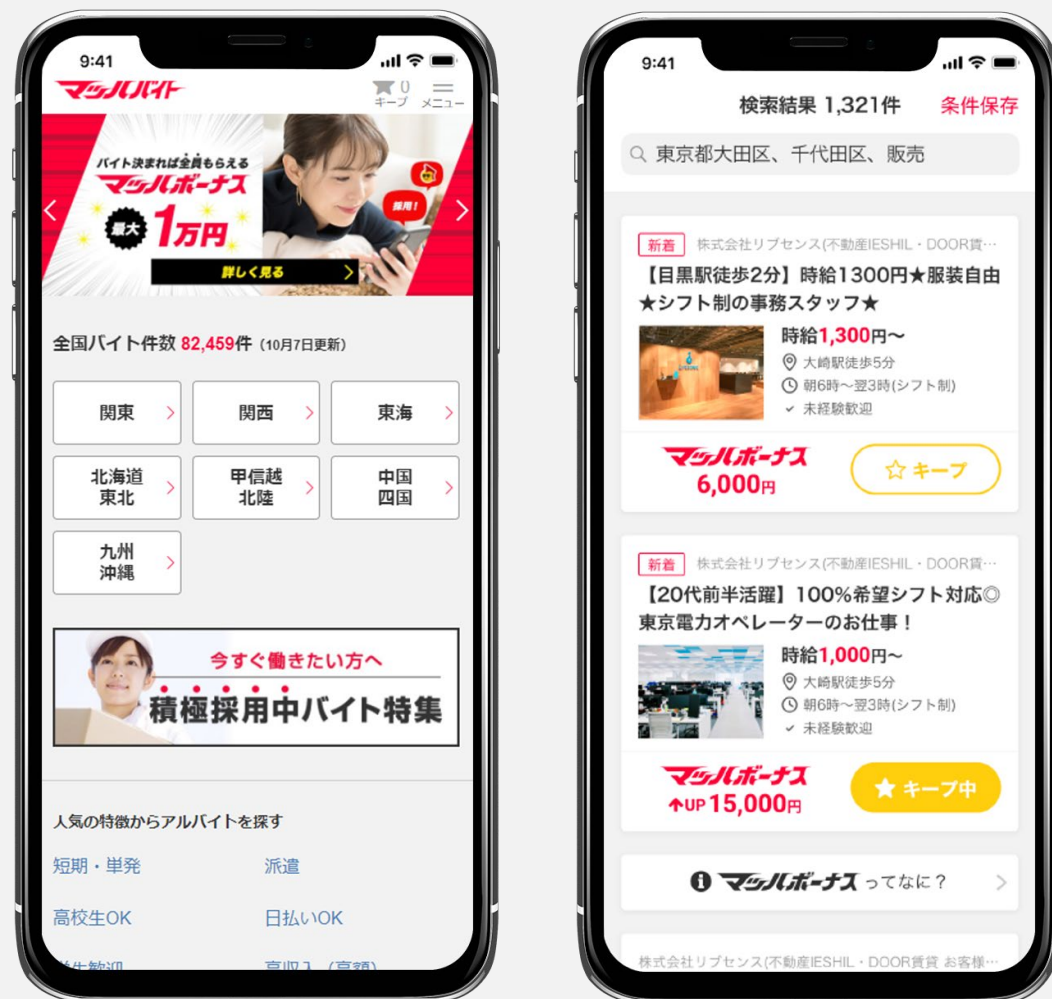 9:41
マッハバイト
0
キープ
メニュー
バイト決まれば全員もらえる
マッハボーナス
最大1万円
採用!
詳しく見る
全国バイト件数 82,459件 (10月7日更新)
関東
関西
東海
北海道
東北
甲信越
北陸
中国
四国
九州
沖縄
今すぐ働きたい方へ
積極採用中バイト特集
人気の特徴からアルバイトを探す
短期・単発
派遣
高校生OK
日払いOK
学生歓迎
高収入(高額)
9:41
検索結果 1,321件
条件保存
東京都大田区、千代田区、販売
新着 株式会社リブセンス(不動産IESHIL・DOOR賃…
【目黒駅徒歩2分】時給1300円★服装自由
★シフト制の事務スタッフ★
時給1,300円〜
大崎駅徒歩5分
朝6時〜翌3時(シフト制)
未経験歓迎
マッハボーナス
6,000円
キープ
新着 株式会社リブセンス(不動産IESHIL・DOOR賃…
【20代前半活躍】100%希望シフト対応◎
東京電力オペレーターのお仕事!
時給1,000円〜
大崎駅徒歩5分
朝6時〜翌3時(シフト制)
未経験歓迎
マッハボーナス
↑UP 15,000円
キープ中
マッハボーナス ってなに?
株式会社リブセンス(不動産IESHIL・DOOR賃貸 お客様…